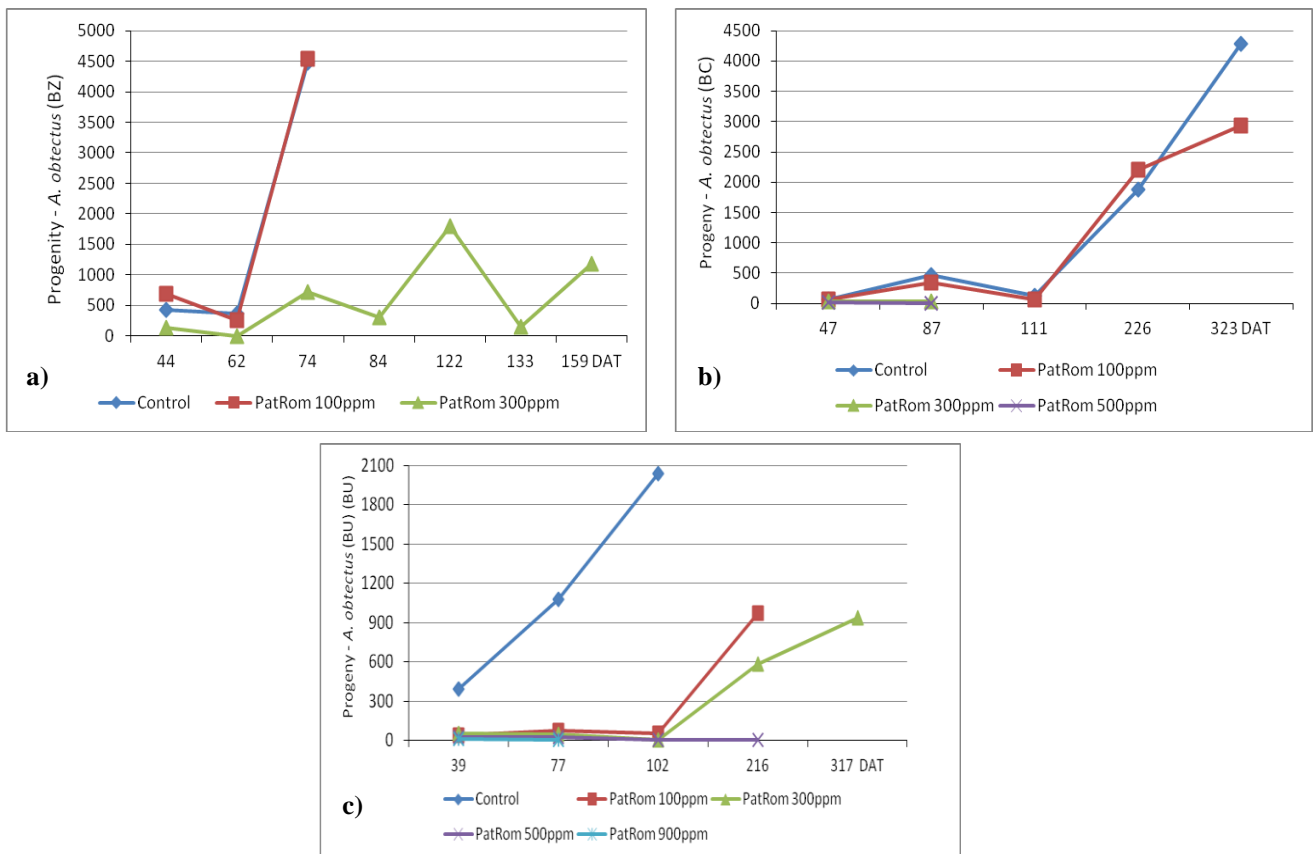 Progenity - A. obtectus (BZ)
5000
4500
4000
3500
3000
2500
2000
1500
1000
500
0
44 62 74 84 122 133 159 DAT
a)
Control PatRom 100ppm PatRom 300ppm
Progeny - A. obtectus (BC)
4500
4000
3500
3000
2500
2000
1500
1000
500
0
47 87 111 226 323 DAT
b)
Control PatRom 100ppm
PatRom 300ppm PatRom 500ppm
Progeny - A. obtectus (BU) (BU)
2100
1800
1500
1200
900
600
300
0
39 77 102 216 317 DAT
c)
Control PatRom 100ppm PatRom 300ppm
PatRom 500ppm PatRom 900ppm